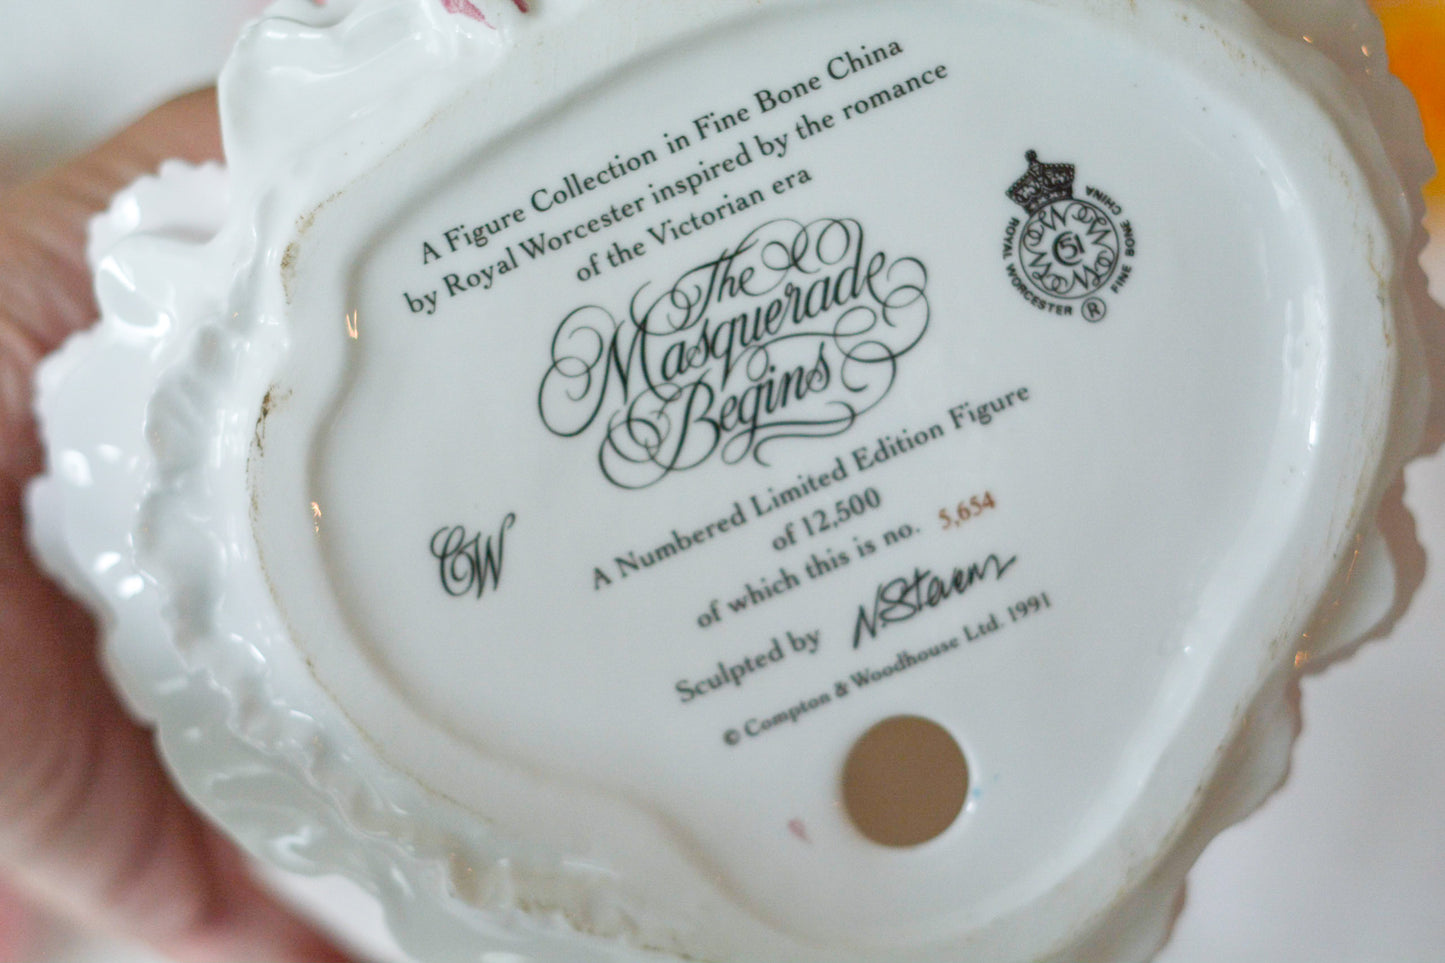 A Figure Collection in Fine Bone China
by Royal Worcester inspired by the romance
of the Victorian era
The
Masquerade
Begins
ROYAL WORCESTER ® FINE BONE CHINA
51
CW
A Numbered Limited Edition Figure
of 12,500
of which this is no. 5,654
Sculpted by N Stevens
© Compton & Woodhouse Ltd. 1991